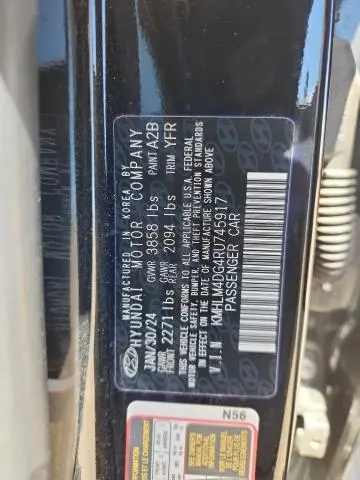 MANUFACTURED IN KOREA BY
HYUNDAI MOTOR COMPANY
JAN/30/24 GVWR 3858 lbs PAINT A2B
GAWR FRONT 2271 lbs GAWR REAR 2094 lbs TRIM YFR
THIS VEHICLE CONFORMS TO ALL APPLICABLE U.S.A. FEDERAL
MOTOR VEHICLE SAFETY, BUMPER, AND THEFT PREVENTION STANDARDS
IN EFFECT ON THE DATE OF MANUFACTURE SHOWN ABOVE
V.I.N KMHLM4DG4RU745917
PASSENGER CAR
N56